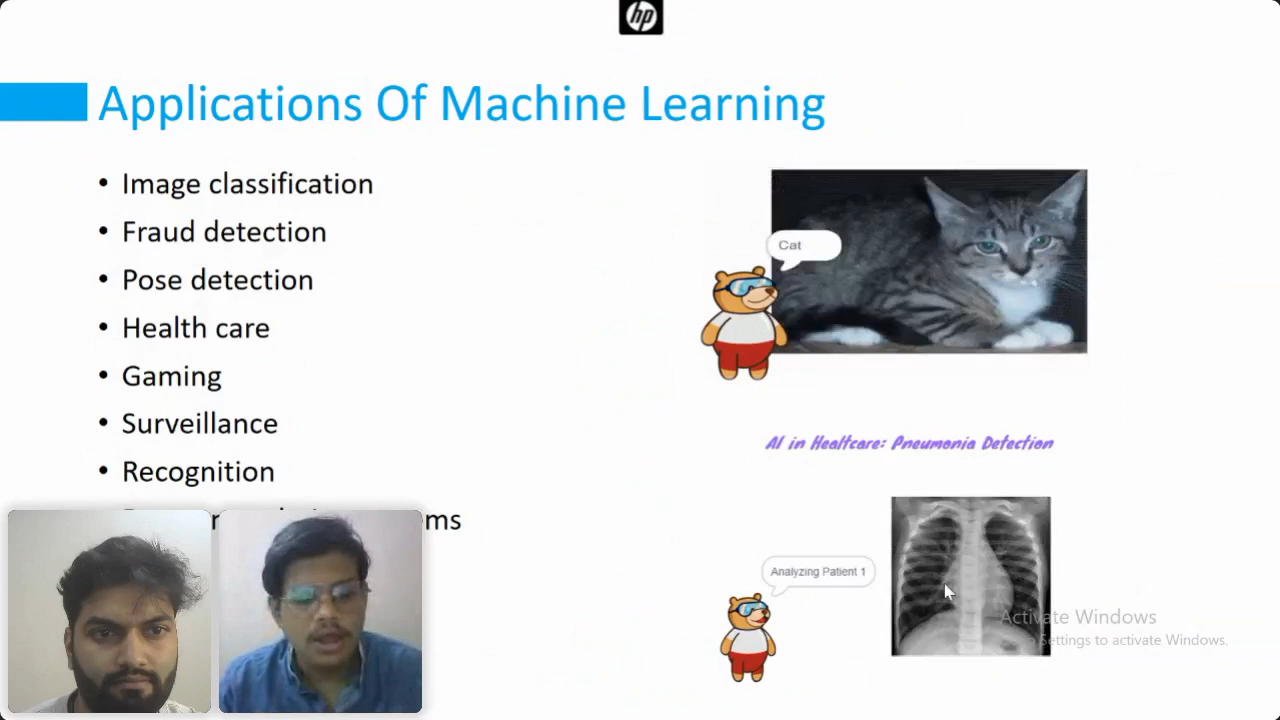 hp
Applications Of Machine Learning
• Image classification
• Fraud detection
• Pose detection
• Health care
• Gaming
• Surveillance
• Recognition
Cat
AI in Healtcare: Pneumonia Detection
Analyzing Patient 1
Activate Windows
Settings to activate Windows.